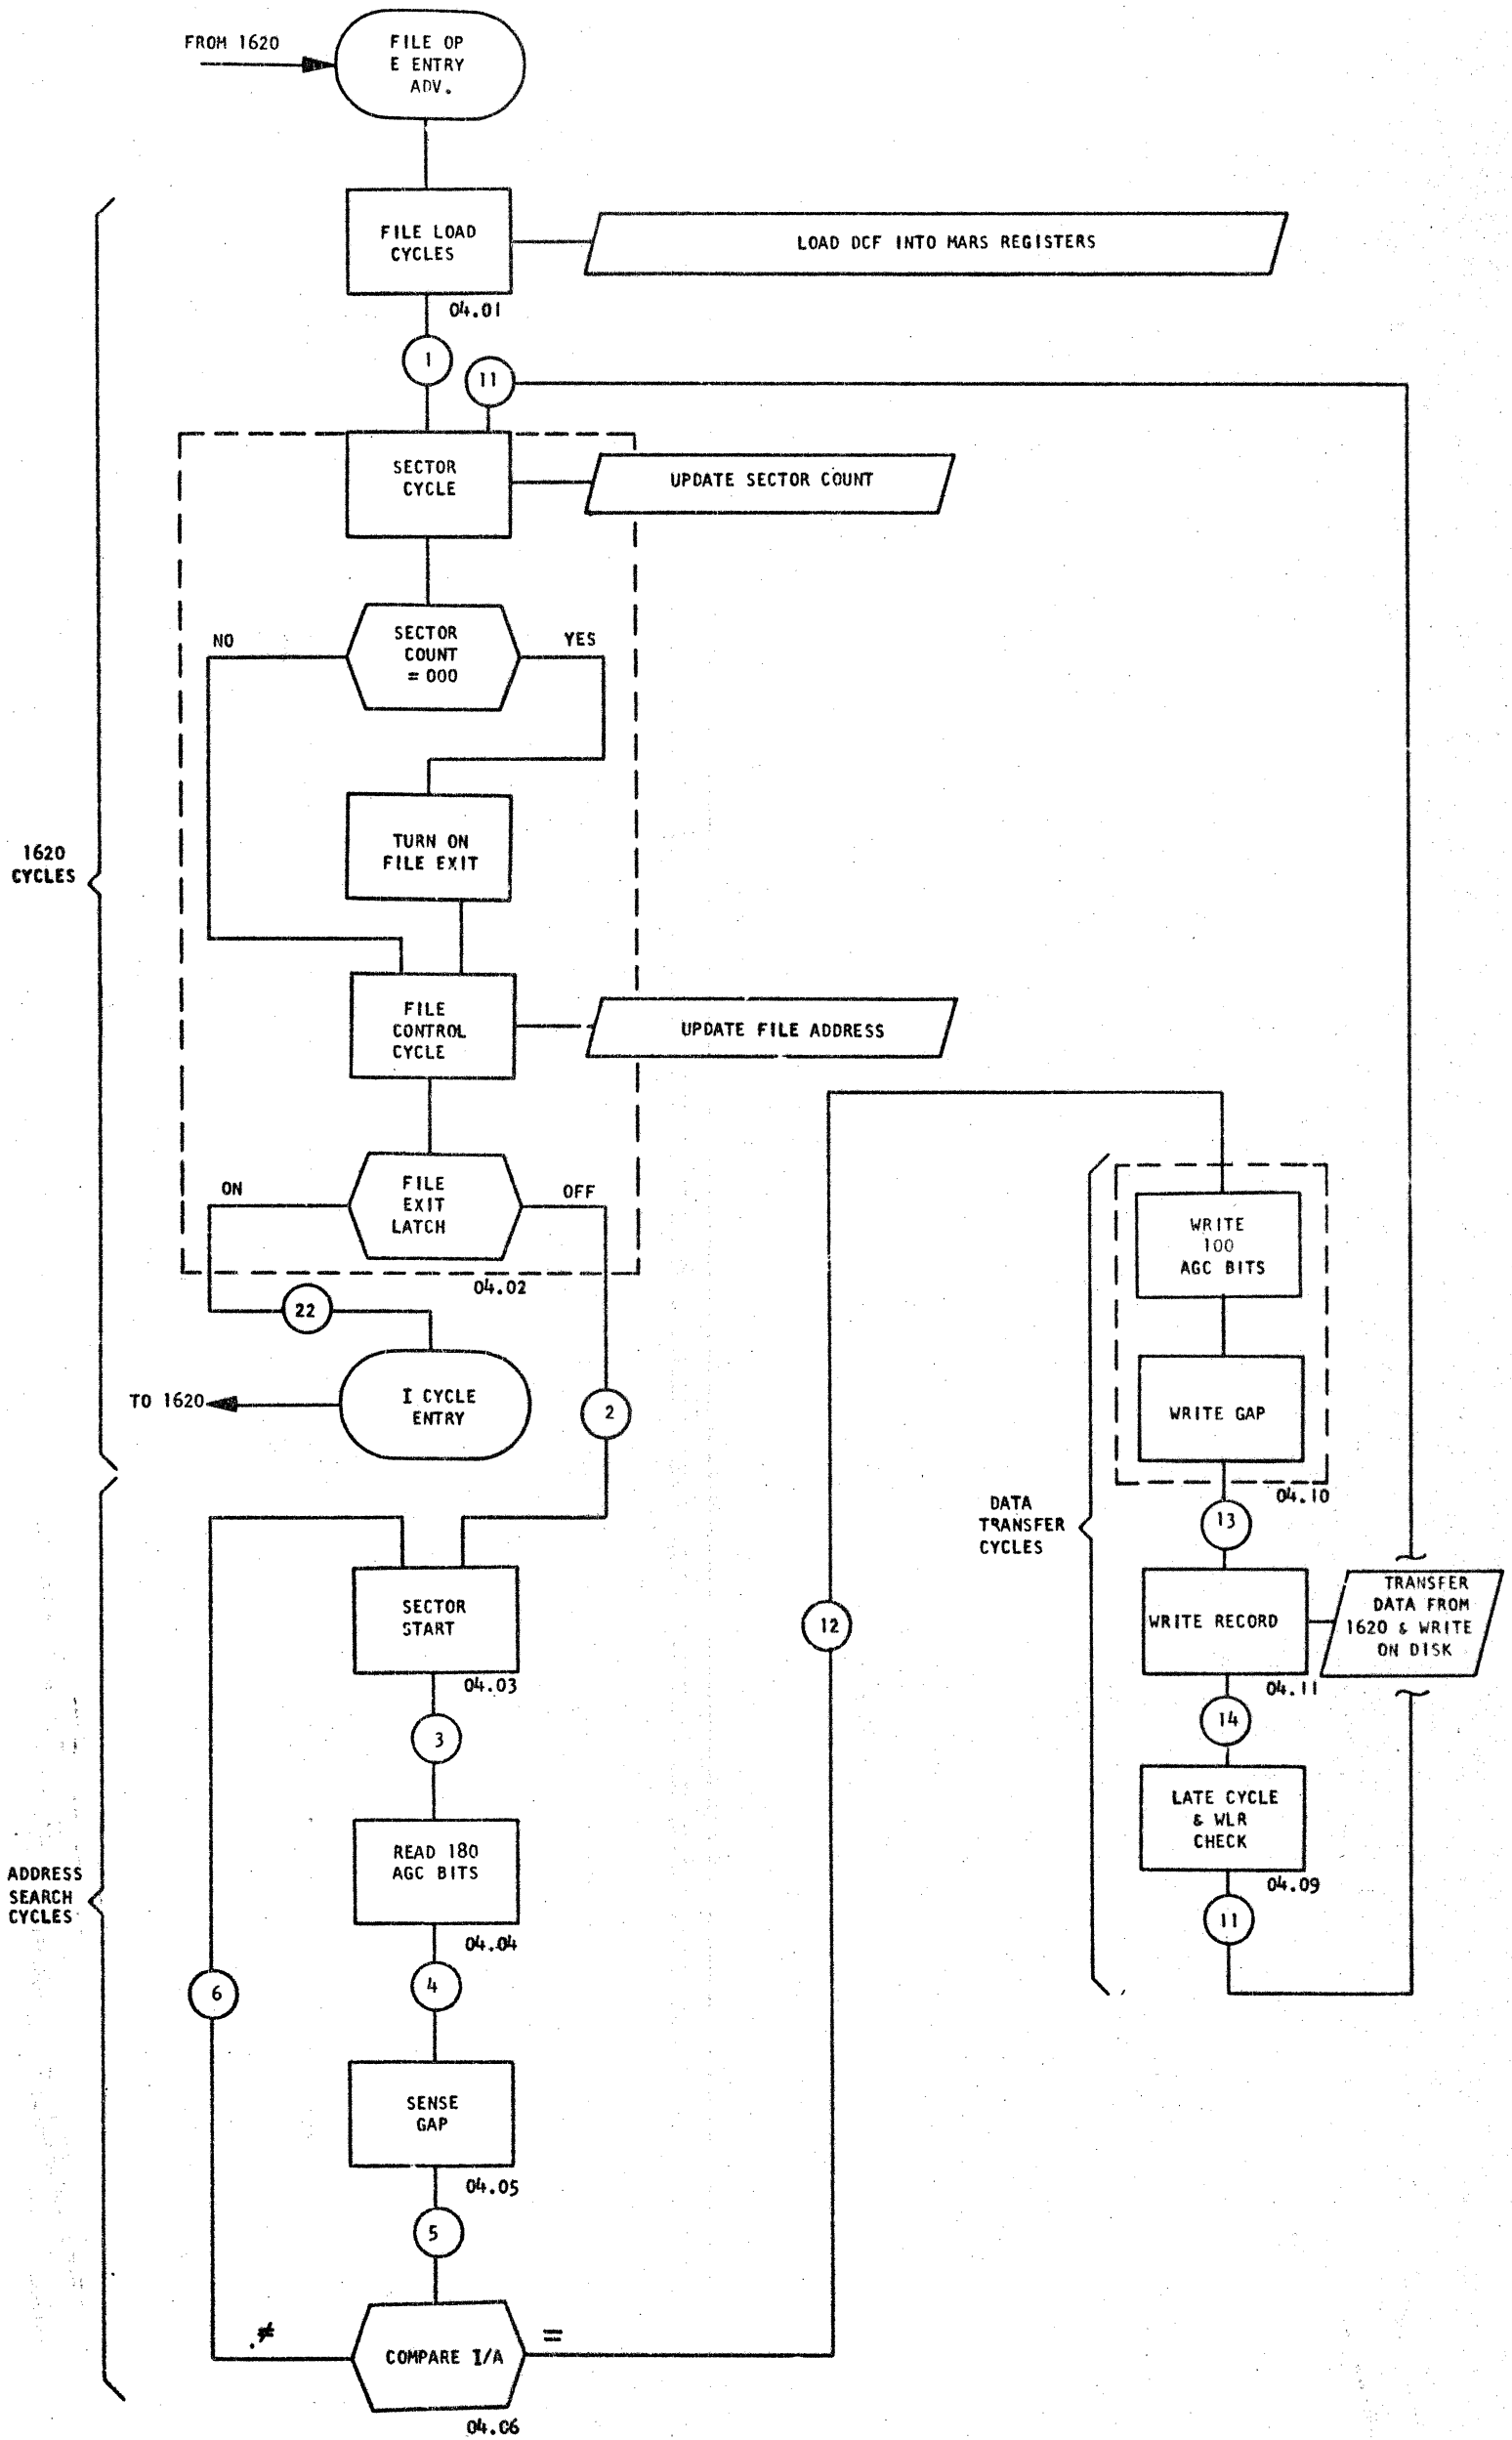 FROM 1620
FILE OP
E ENTRY
ADV.
FILE LOAD
CYCLES
LOAD DCF INTO MARS REGISTERS
04.01
1
11
SECTOR
CYCLE
UPDATE SECTOR COUNT
NO
SECTOR
COUNT
= 000
YES
TURN ON
FILE EXIT
1620
CYCLES
FILE
CONTROL
CYCLE
UPDATE FILE ADDRESS
ON
FILE
EXIT
LATCH
OFF
04.02
22
TO 1620
I CYCLE
ENTRY
2
SECTOR
START
04.03
3
READ 180
AGC BITS
04.04
ADDRESS
SEARCH
CYCLES
4
6
SENSE
GAP
04.05
5
≠
COMPARE I/A
=
04.06
12
WRITE
100
AGC BITS
WRITE GAP
04.10
DATA
TRANSFER
CYCLES
13
WRITE RECORD
TRANSFER
DATA FROM
1620 & WRITE
ON DISK
04.11
14
LATE CYCLE
& WLR
CHECK
04.09
11